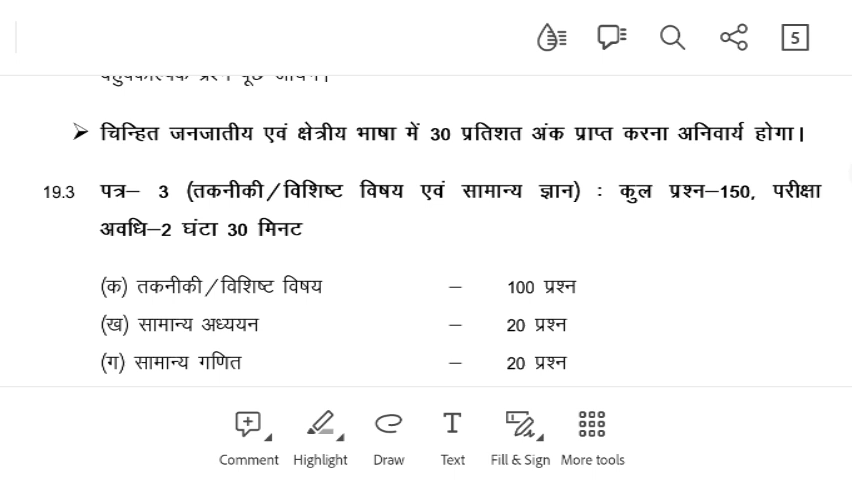 5
➤ चिन्हित जनजातीय एवं क्षेत्रीय भाषा में 30 प्रतिशत अंक प्राप्त करना अनिवार्य होगा।
19.3 पत्र– 3 (तकनीकी/विशिष्ट विषय एवं सामान्य ज्ञान) : कुल प्रश्न–150, परीक्षा
अवधि–2 घंटा 30 मिनट
(क) तकनीकी/विशिष्ट विषय – 100 प्रश्न
(ख) सामान्य अध्ययन – 20 प्रश्न
(ग) सामान्य गणित – 20 प्रश्न
Comment Highlight Draw Text Fill & Sign More tools